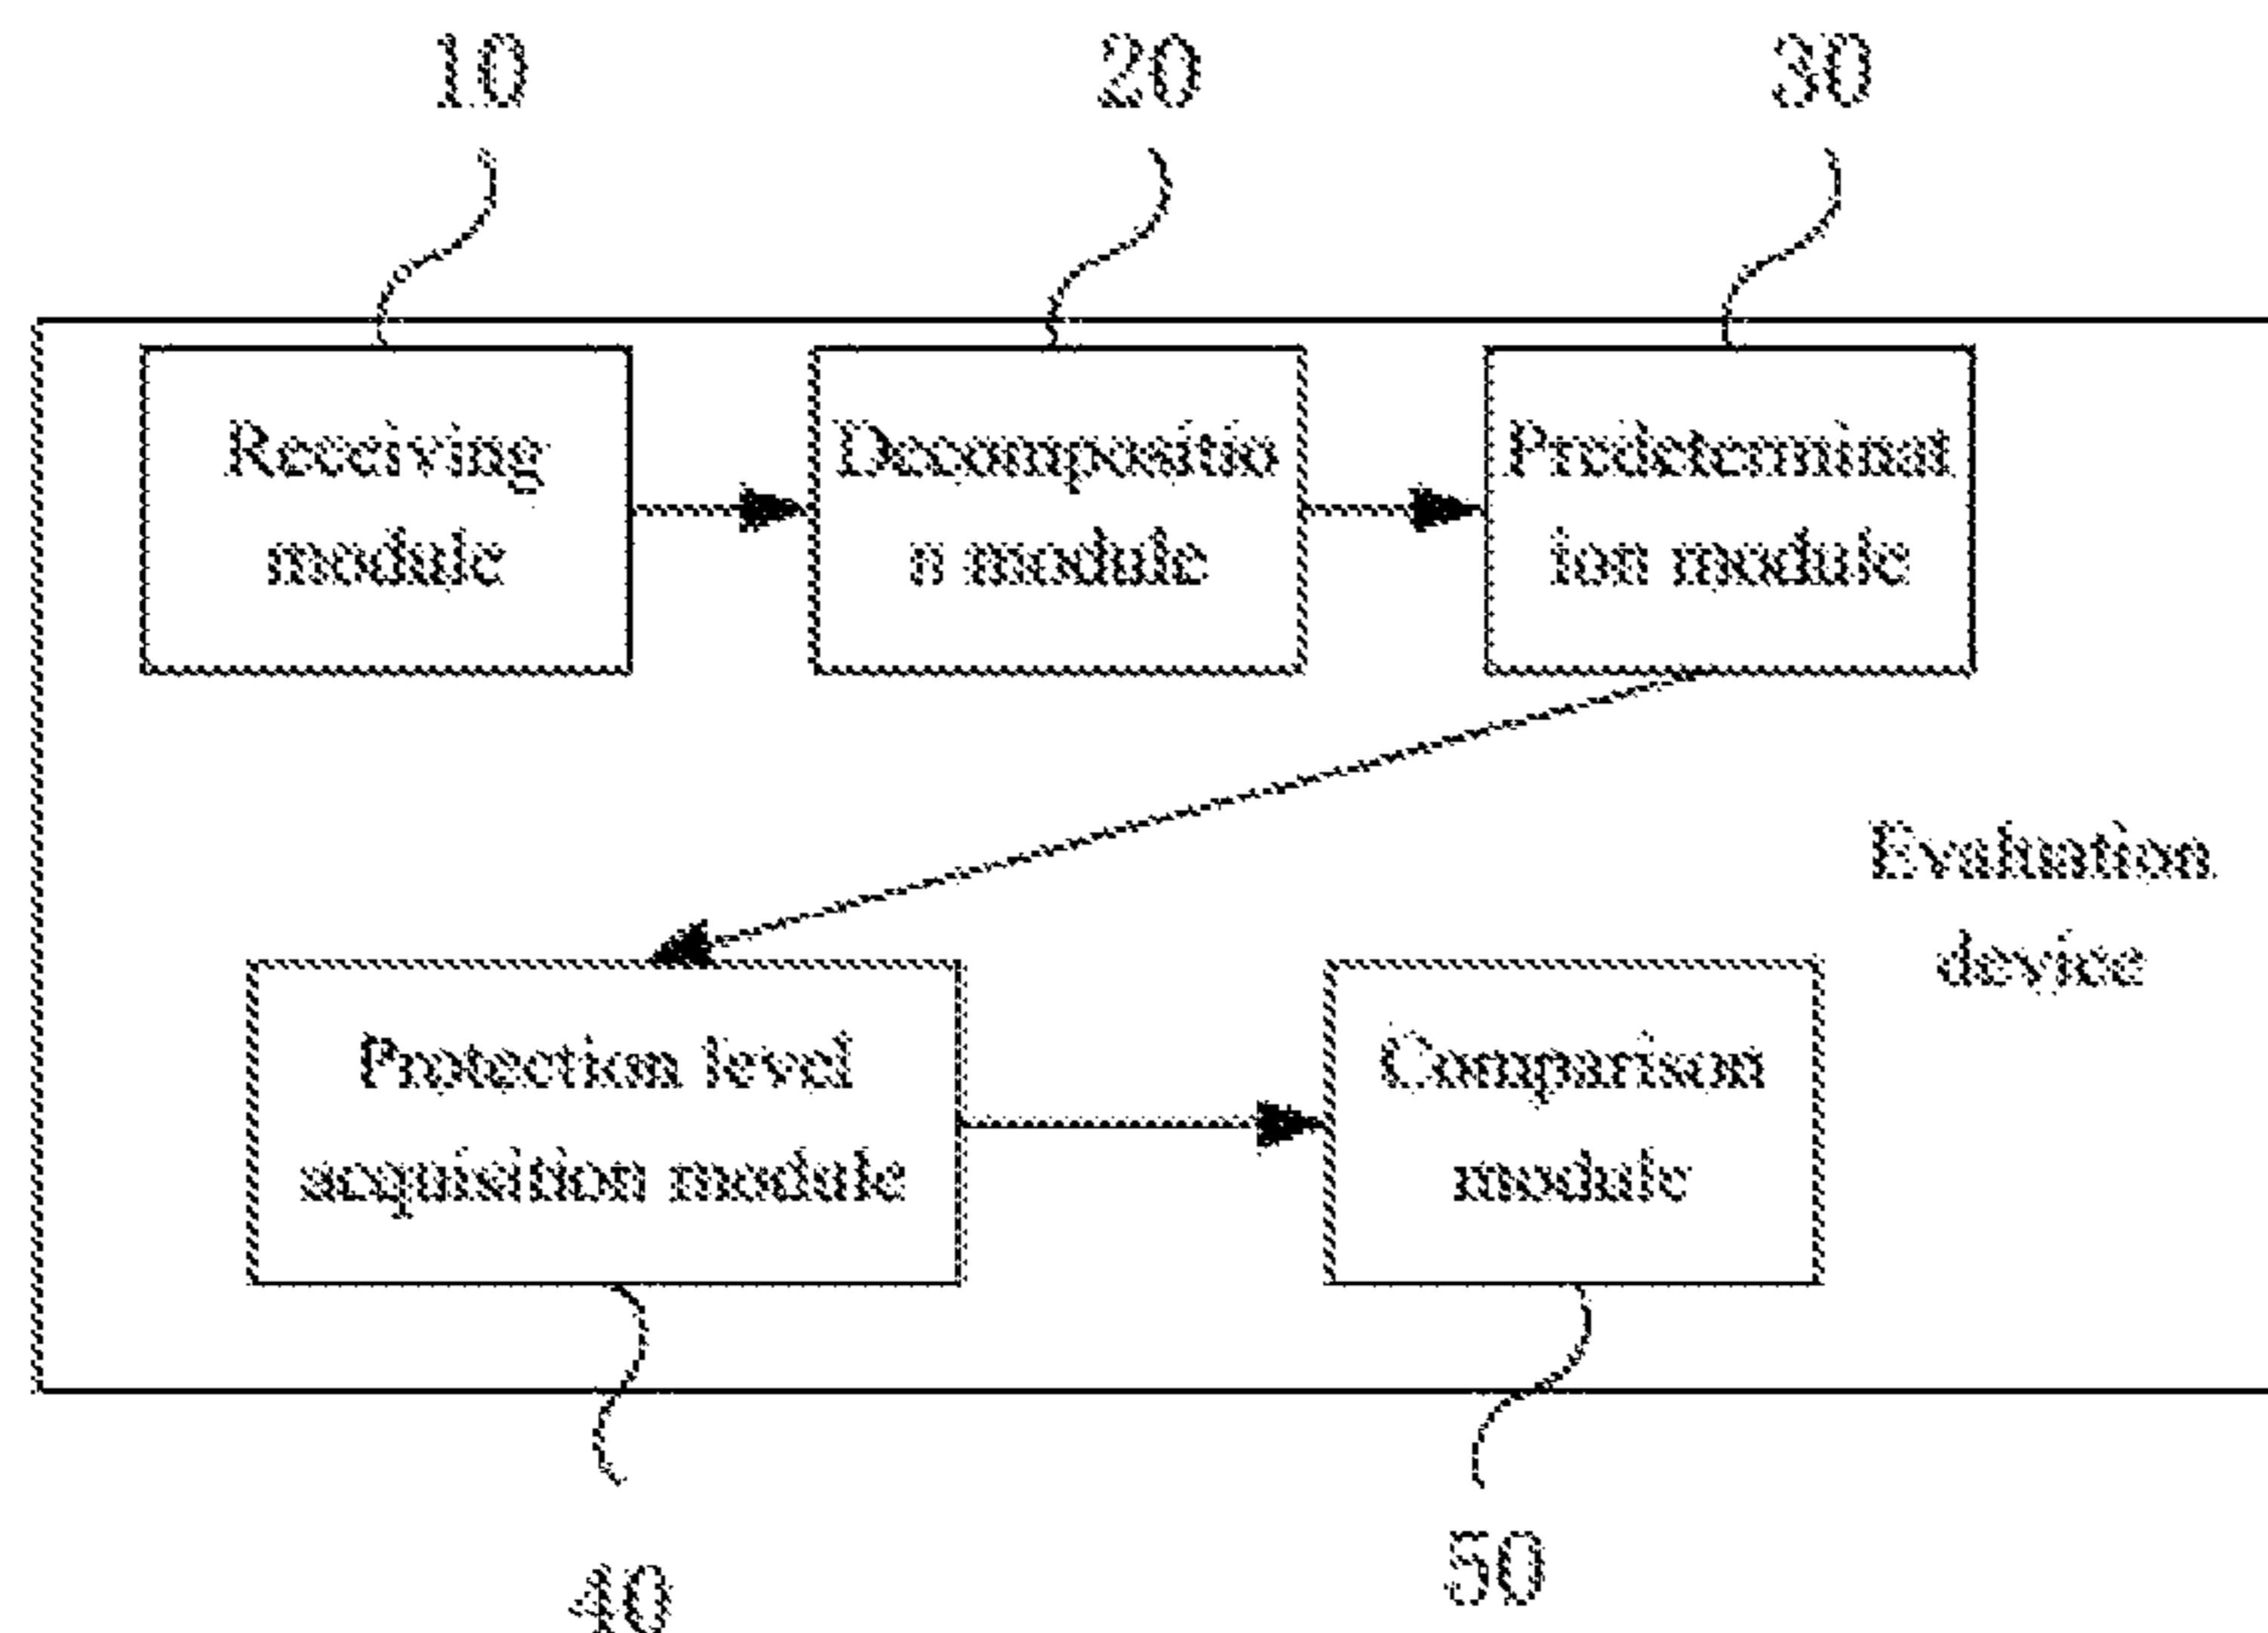 10
20
30
Receiving
module
Decompositio
n module
Predeterminat
ion module
Evaluation
device
Protection level
acquisition module
Comparison
module
40
50